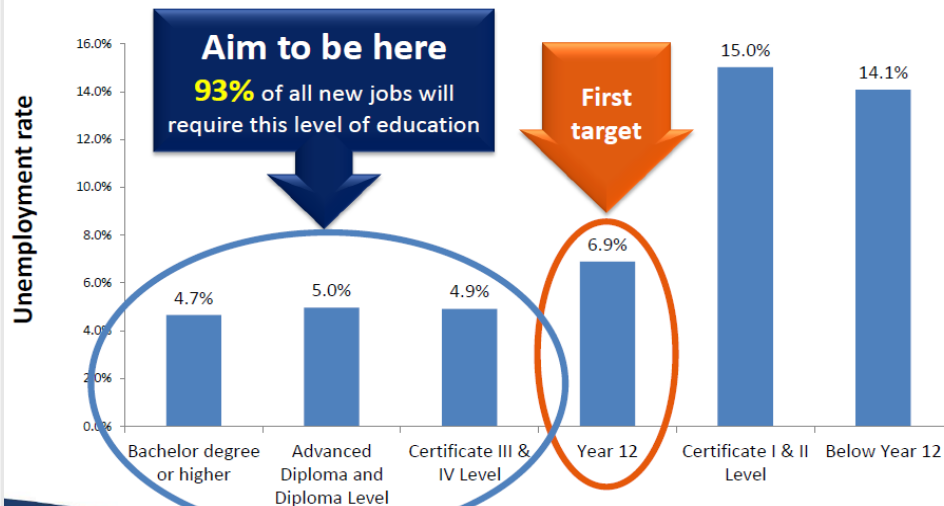 Aim to be here
93% of all new jobs will
require this level of education
First
target
Unemployment rate
16.0%
14.0%
12.0%
10.0%
8.0%
6.0%
4.0%
2.0%
0.0%
4.7%
5.0%
4.9%
6.9%
15.0%
14.1%
Bachelor degree
or higher
Advanced
Diploma and
Diploma Level
Certificate III &
IV Level
Year 12
Certificate I & II
Level
Below Year 12